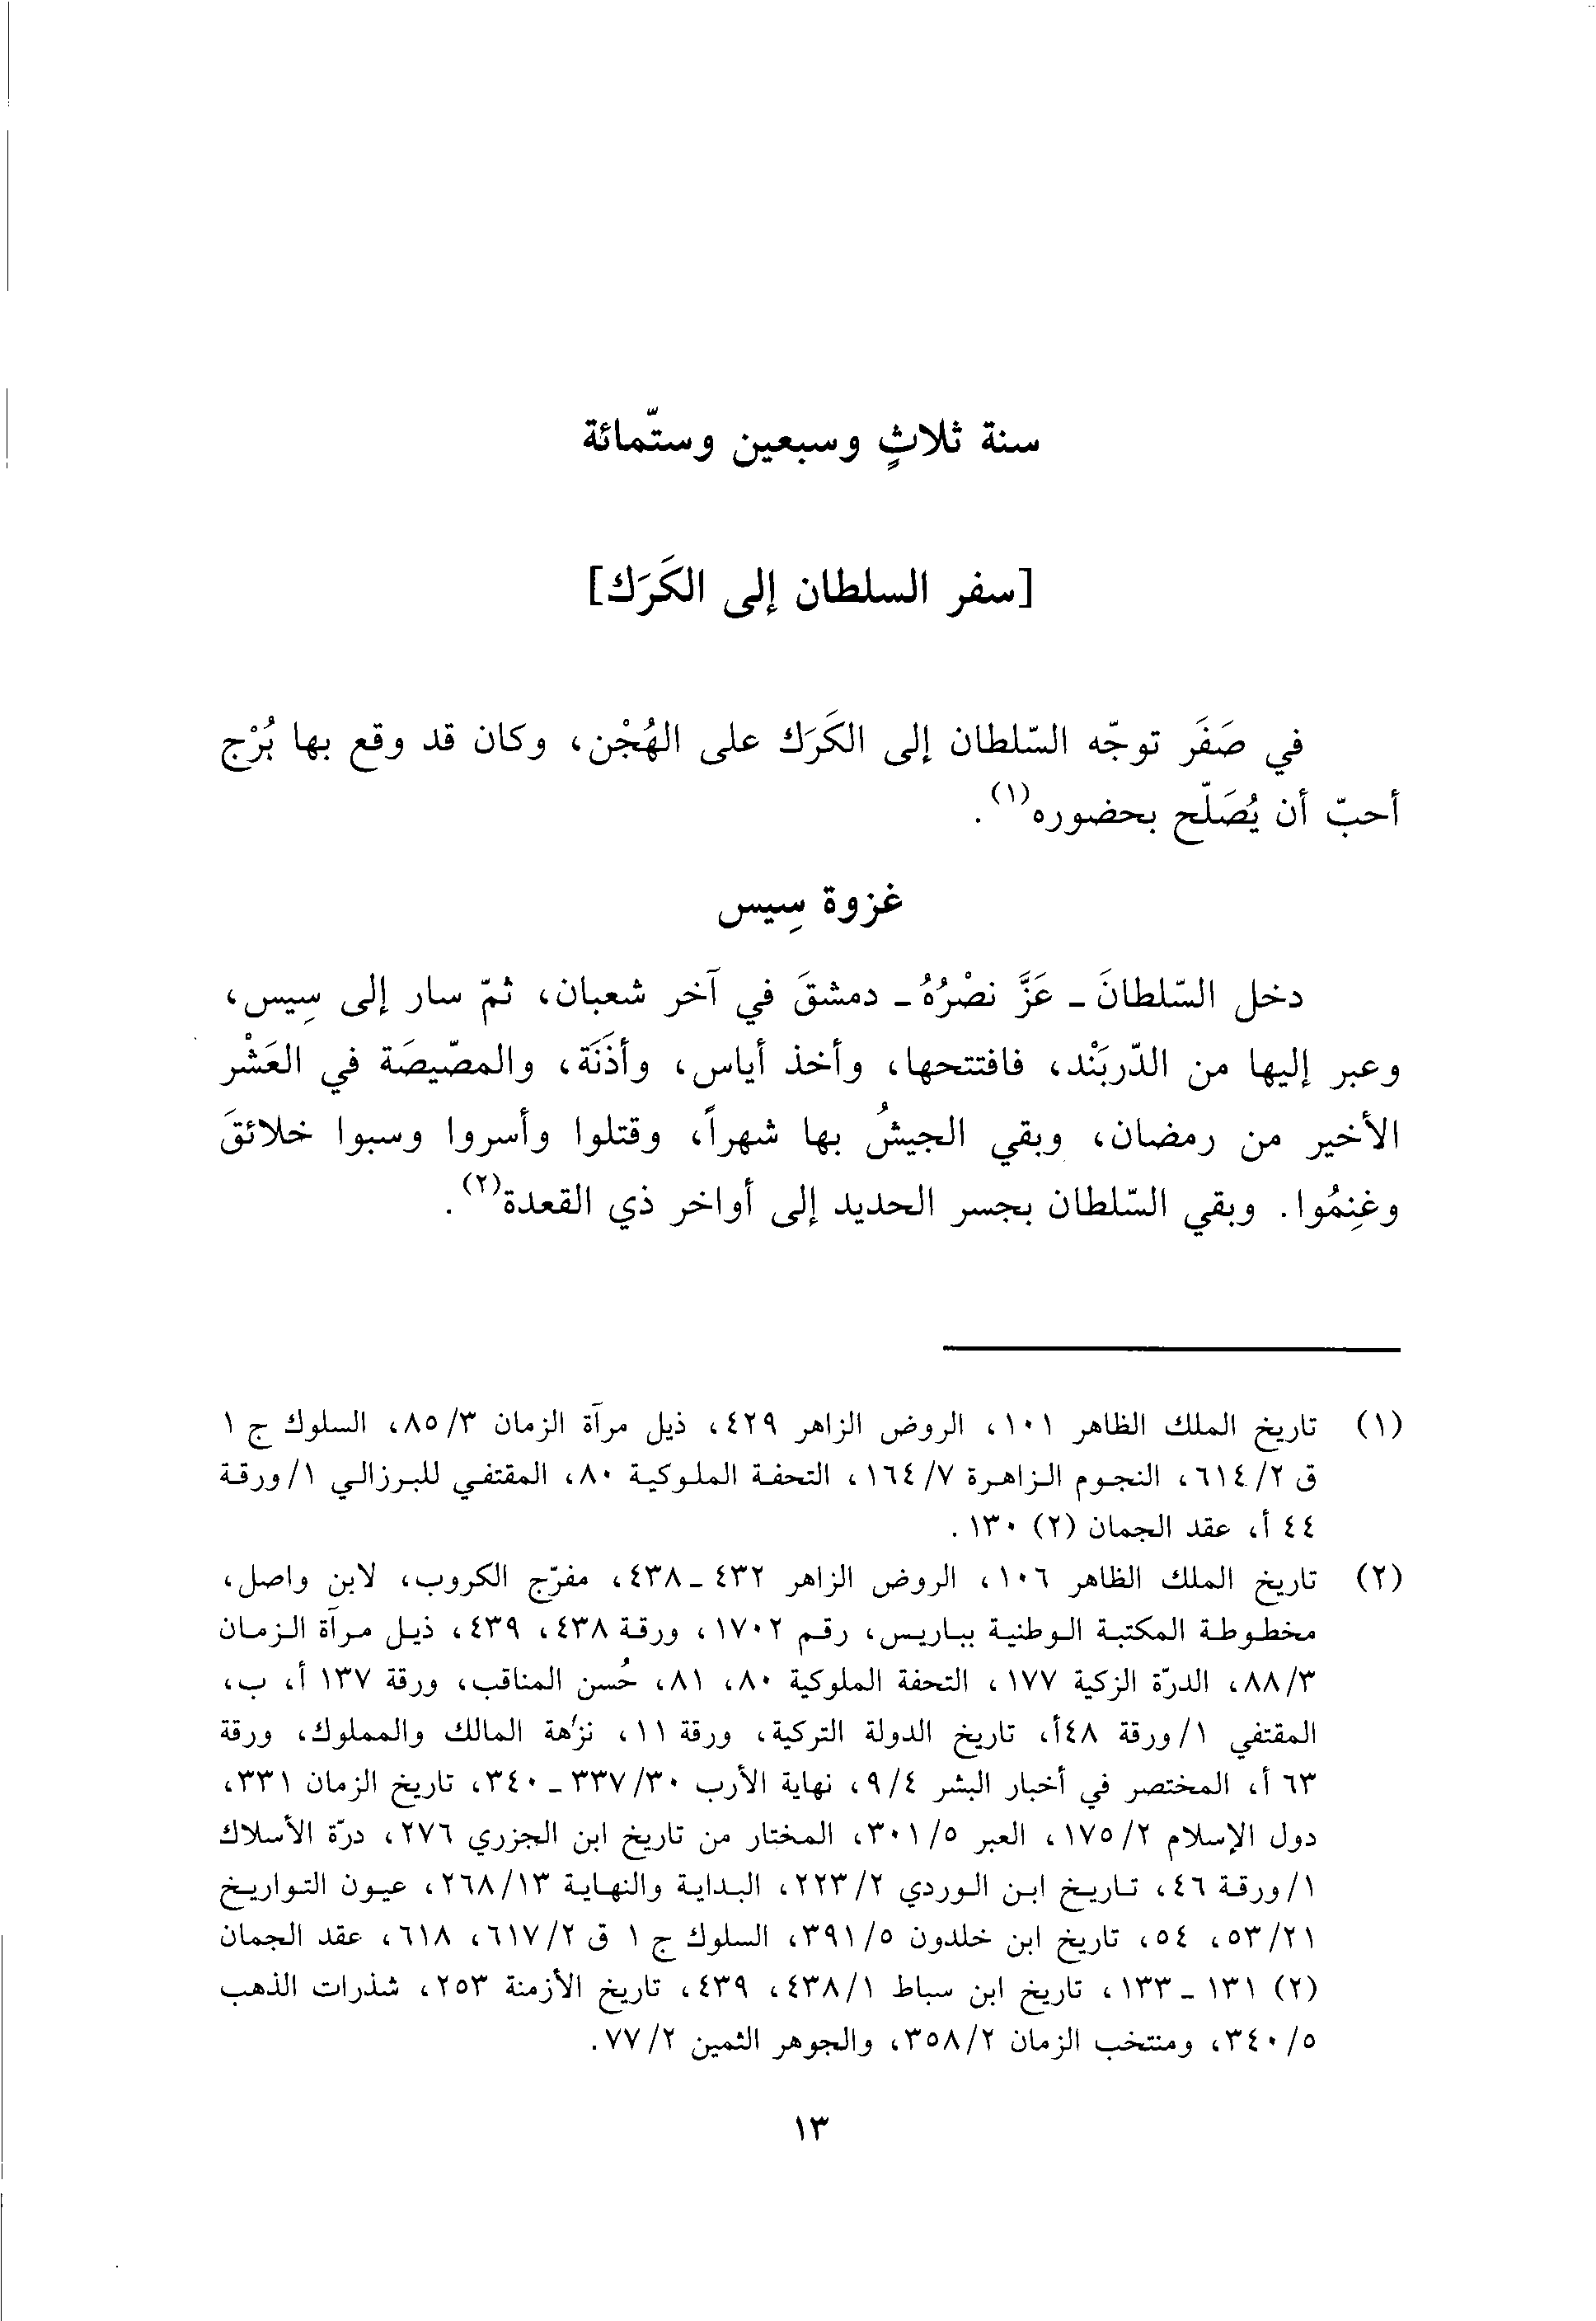 سنة ثلاثٍ وسبعين وستّمائة
[سفر السلطان إلى الكَرَك]
في صَفَر توجّه السّلطان إلى الكَرَك على الهُجْن، وكان قد وقع بها بُرْج
أحبّ أن يُصَلّح بحضوره(١).
غزوة سِيس
دخل السّلطانَ - عَزَّ نصْرُهُ - دمشقَ في آخر شعبان، ثمّ سار إلى سِيس،
وعبر إليها من الدّربَنْد، فافتتحها، وأخذ أياس، وأذَنَة، والمصّيصَة في العَشْر
الأخير من رمضان، وبقي الجيشُ بها شهراً، وقتلوا وأسروا وسبوا خلائقَ
وغنِمُوا. وبقي السّلطان بجسر الحديد إلى أواخر ذي القعدة(٢).
(١) تاريخ الملك الظاهر ١٠١، الروض الزاهر ٤٢٩، ذيل مرآة الزمان ٨٥/٣، السلوك ج ١
ق ٦١٤/٢، النجوم الزاهرة ١٦٤/٧، التحفة الملوكية ٨٠، المقتفي للبرزالي ١/ورقة
٤٤ أ، عقد الجمان (٢) ١٣٠.
(٢) تاريخ الملك الظاهر ١٠٦، الروض الزاهر ٤٣٢ - ٤٣٨، مفرّج الكروب، لابن واصل،
مخطوطة المكتبة الوطنية بباريس، رقم ١٧٠٢، ورقة ٤٣٨، ٤٣٩، ذيل مرآة الزمان
٨٨/٣، الدرّة الزكية ١٧٧، التحفة الملوكية ٨٠، ٨١، حُسن المناقب، ورقة ١٣٧ أ، ب،
المقتفي ١/ورقة ٤٨أ، تاريخ الدولة التركية، ورقة ١١، نزهة المالك والمملوك، ورقة
٦٣ أ، المختصر في أخبار البشر ٩/٤، نهاية الأرب ٣٣٧/٣٠ - ٣٤٠، تاريخ الزمان ٣٣١،
دول الإسلام ١٧٥/٢، العبر ٣٠١/٥، المختار من تاريخ ابن الجزري ٢٧٦، درّة الأسلاك
١/ورقة ٤٦، تاريخ ابن الوردي ٢٢٣/٢، البداية والنهاية ٢٦٨/١٣، عيون التواريخ
٥٣/٢١، ٥٤، تاريخ ابن خلدون ٣٩١/٥، السلوك ج ١ ق ٦١٧/٢، ٦١٨، عقد الجمان
(٢) ١٣١ - ١٣٣، تاريخ ابن سباط ٤٣٨/١، ٤٣٩، تاريخ الأزمنة ٢٥٣، شذرات الذهب
٣٤٠/٥، ومنتخب الزمان ٣٥٨/٢، والجوهر الثمين ٧٧/٢.
١٣